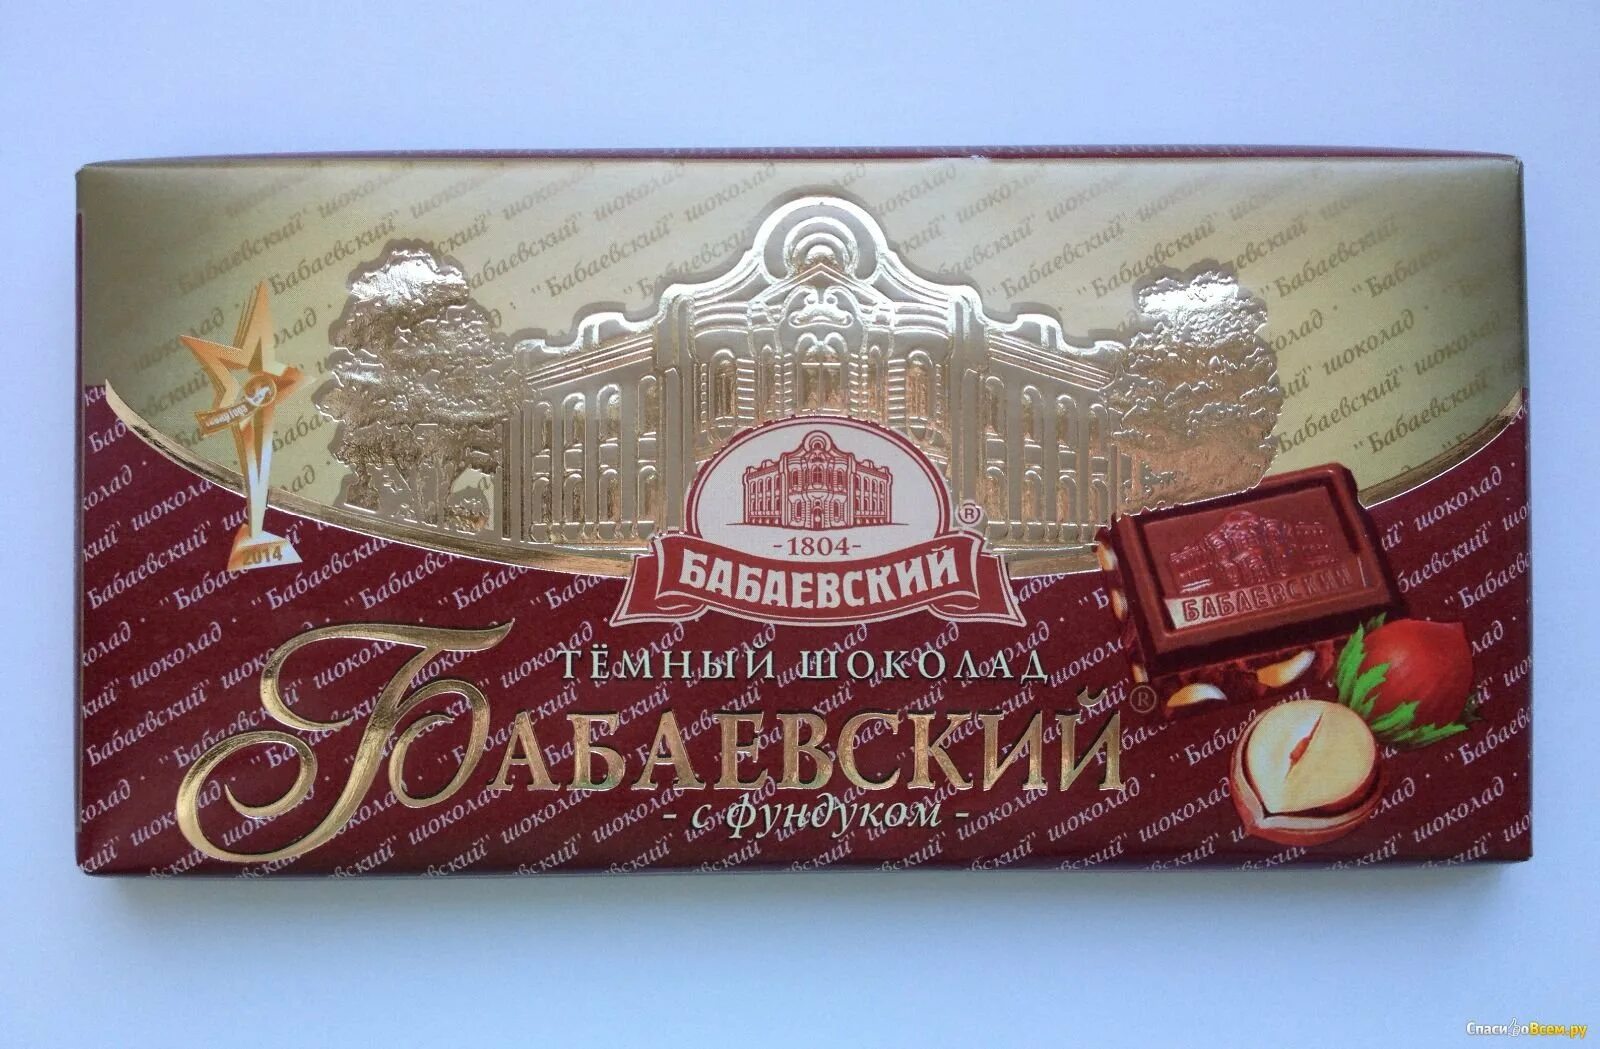 2014
-1804-
БАБАЕВСКИЙ
®
БАБАЕВСКИЙ
ТЁМНЫЙ ШОКОЛАД
БАБАЕВСКИЙ®
- с фундуком -
"Бабаевский" шоколад
СпасибоВсем.ру